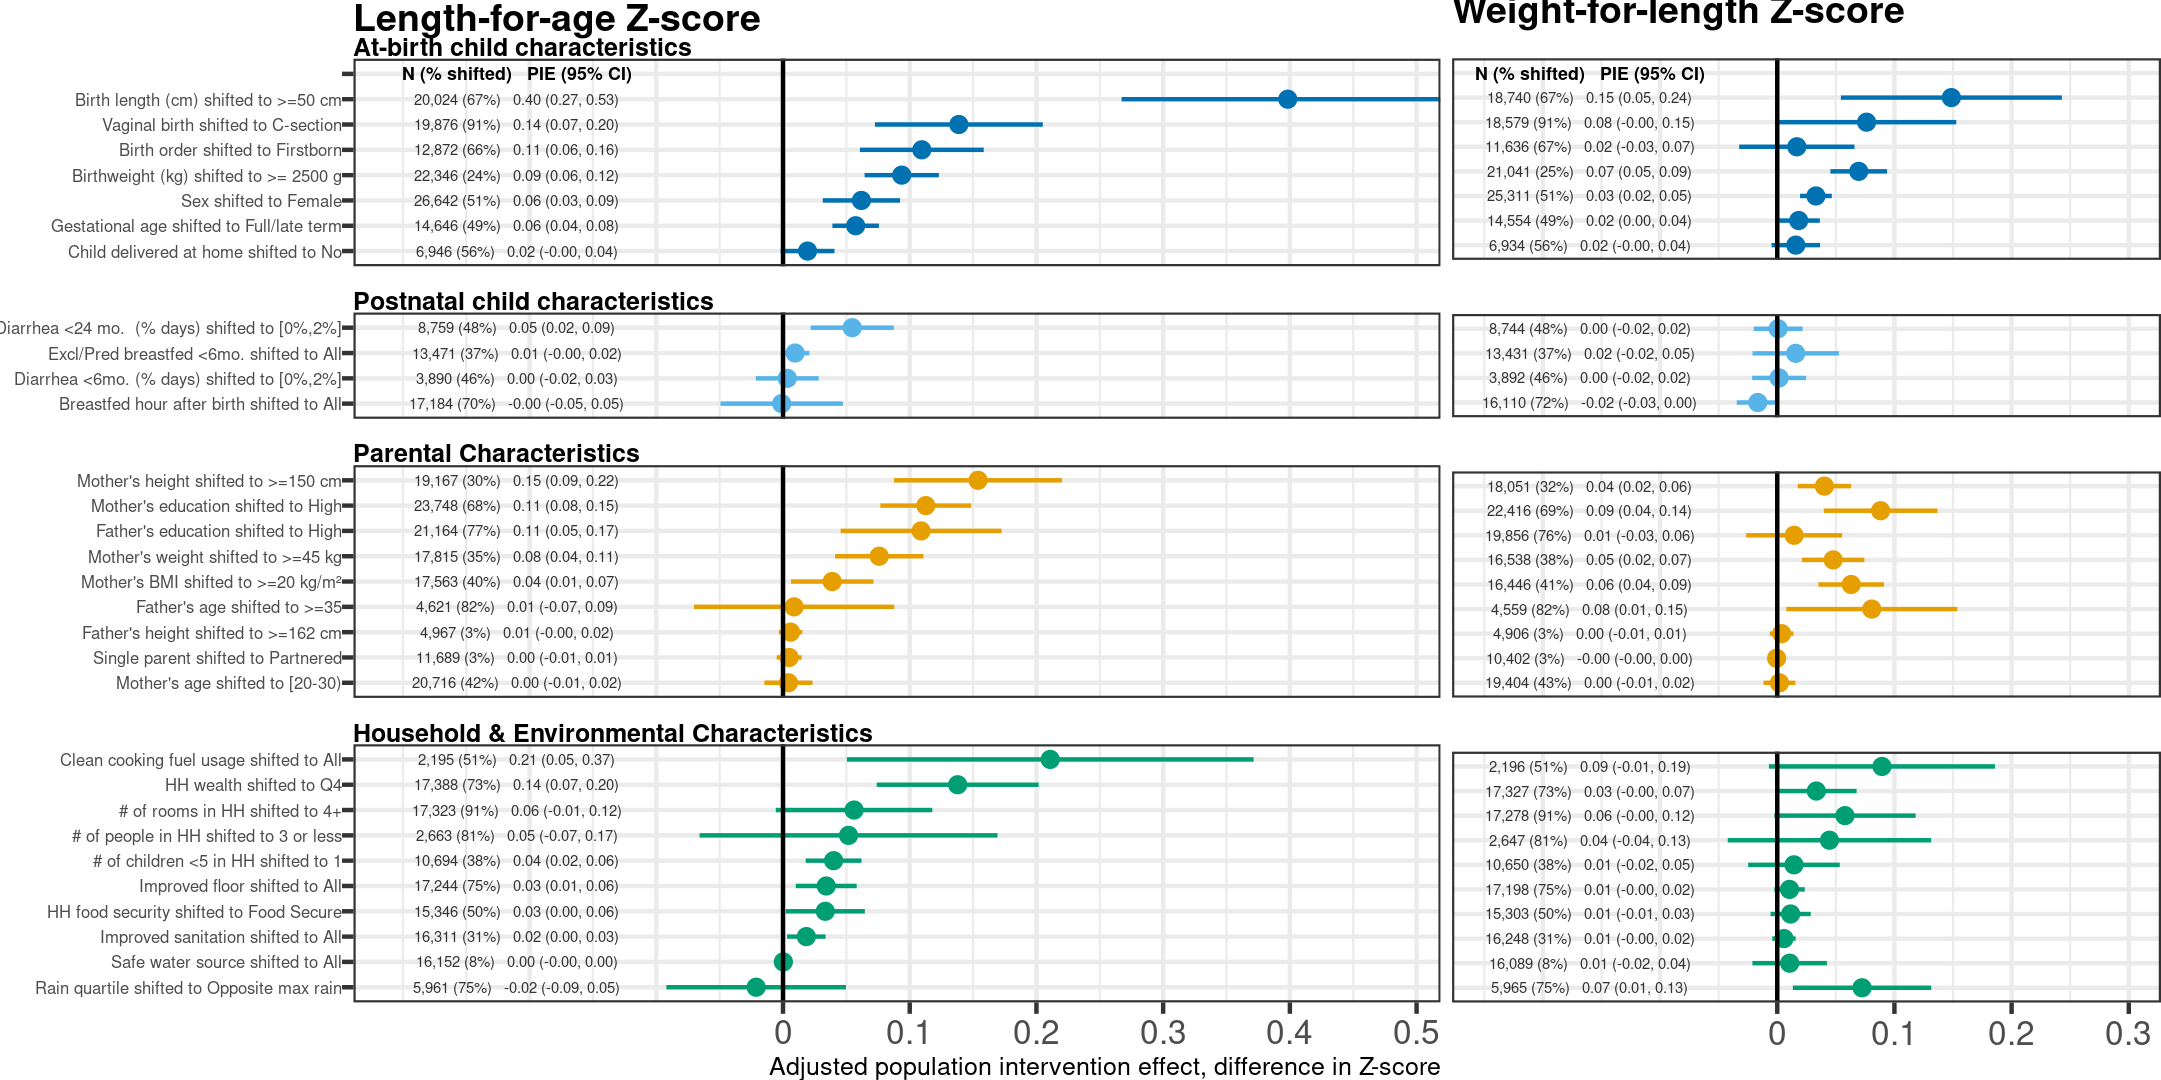 Length-for-age Z-score
Weight-for-length Z-score
At-birth child characteristics
N (% shifted) PIE (95% CI) N (% shifted) PIE (95% CI)
Birth length (cm) shifted to >=50 cm 20,024 (67%) 0.40 (0.27, 0.53) 18,740 (67%) 0.15 (0.05, 0.24)
Vaginal birth shifted to C-section 19,876 (91%) 0.14 (0.07, 0.20) 18,579 (91%) 0.08 (-0.00, 0.15)
Birth order shifted to Firstborn 12,872 (66%) 0.11 (0.06, 0.16) 11,636 (67%) 0.02 (-0.03, 0.07)
Birthweight (kg) shifted to >= 2500 g 22,346 (24%) 0.09 (0.06, 0.12) 21,041 (25%) 0.07 (0.05, 0.09)
Sex shifted to Female 26,642 (51%) 0.06 (0.03, 0.09) 25,311 (51%) 0.03 (0.02, 0.05)
Gestational age shifted to Full/late term 14,646 (49%) 0.06 (0.04, 0.08) 14,554 (49%) 0.02 (0.00, 0.04)
Child delivered at home shifted to No 6,946 (56%) 0.02 (-0.00, 0.04) 6,934 (56%) 0.02 (-0.00, 0.04)
Postnatal child characteristics
Diarrhea <24 mo. (% days) shifted to [0%,2%] 8,759 (48%) 0.05 (0.02, 0.09) 8,744 (48%) 0.00 (-0.02, 0.02)
Excl/Pred breastfed <6mo. shifted to All 13,471 (37%) 0.01 (-0.00, 0.02) 13,431 (37%) 0.02 (-0.02, 0.05)
Diarrhea <6mo. (% days) shifted to [0%,2%] 3,890 (46%) 0.00 (-0.02, 0.03) 3,892 (46%) 0.00 (-0.02, 0.02)
Breastfed hour after birth shifted to All 17,184 (70%) -0.00 (-0.05, 0.05) 16,110 (72%) -0.02 (-0.03, 0.00)
Parental Characteristics
Mother's height shifted to >=150 cm 19,167 (30%) 0.15 (0.09, 0.22) 18,051 (32%) 0.04 (0.02, 0.06)
Mother's education shifted to High 23,748 (68%) 0.11 (0.08, 0.15) 22,416 (69%) 0.09 (0.04, 0.14)
Father's education shifted to High 21,164 (77%) 0.11 (0.05, 0.17) 19,856 (76%) 0.01 (-0.03, 0.06)
Mother's weight shifted to >=45 kg 17,815 (35%) 0.08 (0.04, 0.11) 16,538 (38%) 0.05 (0.02, 0.07)
Mother's BMI shifted to >=20 kg/m² 17,563 (40%) 0.04 (0.01, 0.07) 16,446 (41%) 0.06 (0.04, 0.09)
Father's age shifted to >=35 4,621 (82%) 0.01 (-0.07, 0.09) 4,559 (82%) 0.08 (0.01, 0.15)
Father's height shifted to >=162 cm 4,967 (3%) 0.01 (-0.00, 0.02) 4,906 (3%) 0.00 (-0.01, 0.01)
Single parent shifted to Partnered 11,689 (3%) 0.00 (-0.01, 0.01) 10,402 (3%) -0.00 (-0.00, 0.00)
Mother's age shifted to [20-30) 20,716 (42%) 0.00 (-0.01, 0.02) 19,404 (43%) 0.00 (-0.01, 0.02)
Household & Environmental Characteristics
Clean cooking fuel usage shifted to All 2,195 (51%) 0.21 (0.05, 0.37) 2,196 (51%) 0.09 (-0.01, 0.19)
HH wealth shifted to Q4 17,388 (73%) 0.14 (0.07, 0.20) 17,327 (73%) 0.03 (-0.00, 0.07)
# of rooms in HH shifted to 4+ 17,323 (91%) 0.06 (-0.01, 0.12) 17,278 (91%) 0.06 (-0.00, 0.12)
# of people in HH shifted to 3 or less 2,663 (81%) 0.05 (-0.07, 0.17) 2,647 (81%) 0.04 (-0.04, 0.13)
# of children <5 in HH shifted to 1 10,694 (38%) 0.04 (0.02, 0.06) 10,650 (38%) 0.01 (-0.02, 0.05)
Improved floor shifted to All 17,244 (75%) 0.03 (0.01, 0.06) 17,198 (75%) 0.01 (-0.00, 0.02)
HH food security shifted to Food Secure 15,346 (50%) 0.03 (0.00, 0.06) 15,303 (50%) 0.01 (-0.01, 0.03)
Improved sanitation shifted to All 16,311 (31%) 0.02 (0.00, 0.03) 16,248 (31%) 0.01 (-0.00, 0.02)
Safe water source shifted to All 16,152 (8%) 0.00 (-0.00, 0.00) 16,089 (8%) 0.01 (-0.02, 0.04)
Rain quartile shifted to Opposite max rain 5,961 (75%) -0.02 (-0.09, 0.05) 5,965 (75%) 0.07 (0.01, 0.13)
0 0.1 0.2 0.3 0.4 0.5 0 0.1 0.2 0.3
Adjusted population intervention effect, difference in Z-score